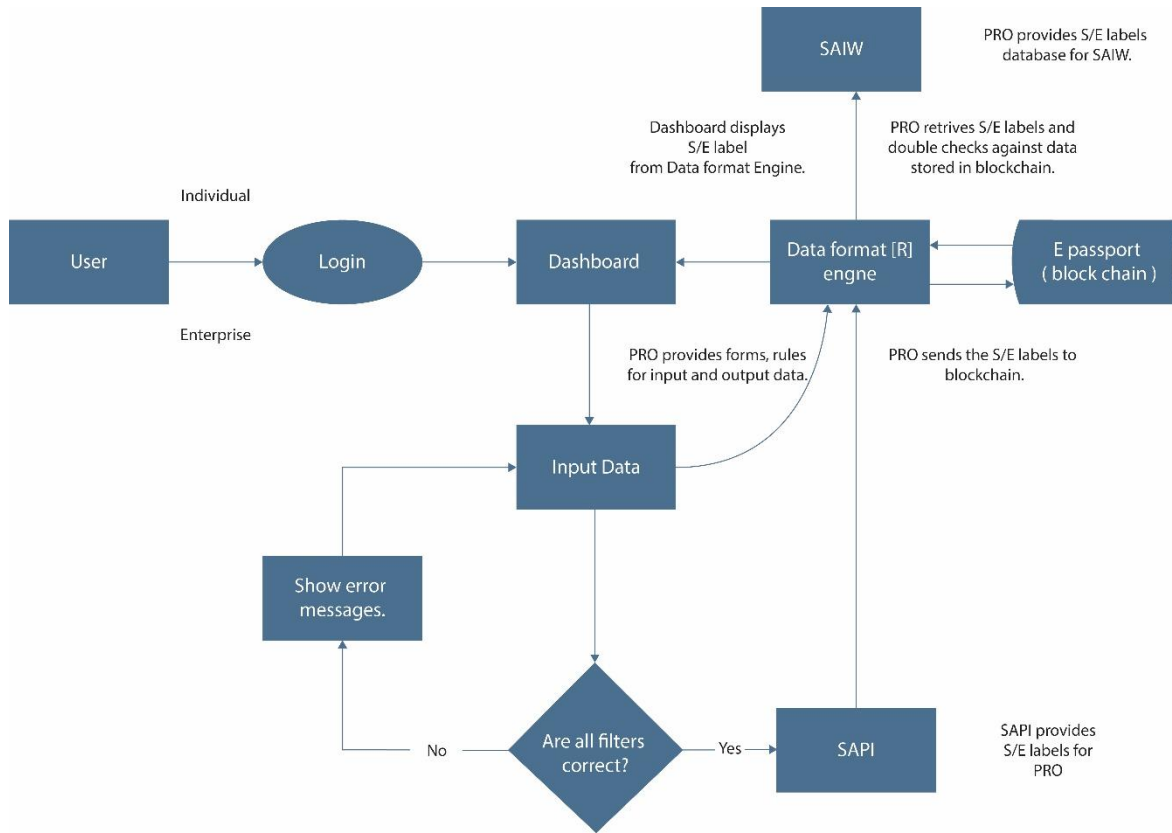 SAIW
PRO provides S/E labels
database for SAIW.
Dashboard displays
S/E label
from Data format Engine.
PRO retrives S/E labels and
double checks against data
stored in blockchain.
Individual
User
Login
Dashboard
Data format [R]
engne
E passport
( block chain )
Enterprise
PRO provides forms, rules
for input and output data.
PRO sends the S/E labels to
blockchain.
Input Data
Show error
messages.
Are all filters
correct?
No
Yes
SAPI
SAPI provides
S/E labels for
PRO